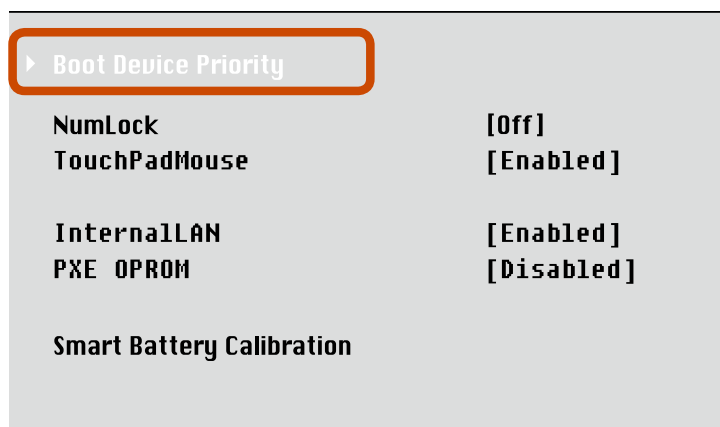 Boot Device Priority
NumLock [Off]
TouchPadMouse [Enabled]
InternalLAN [Enabled]
PXE OPROM [Disabled]
Smart Battery Calibration